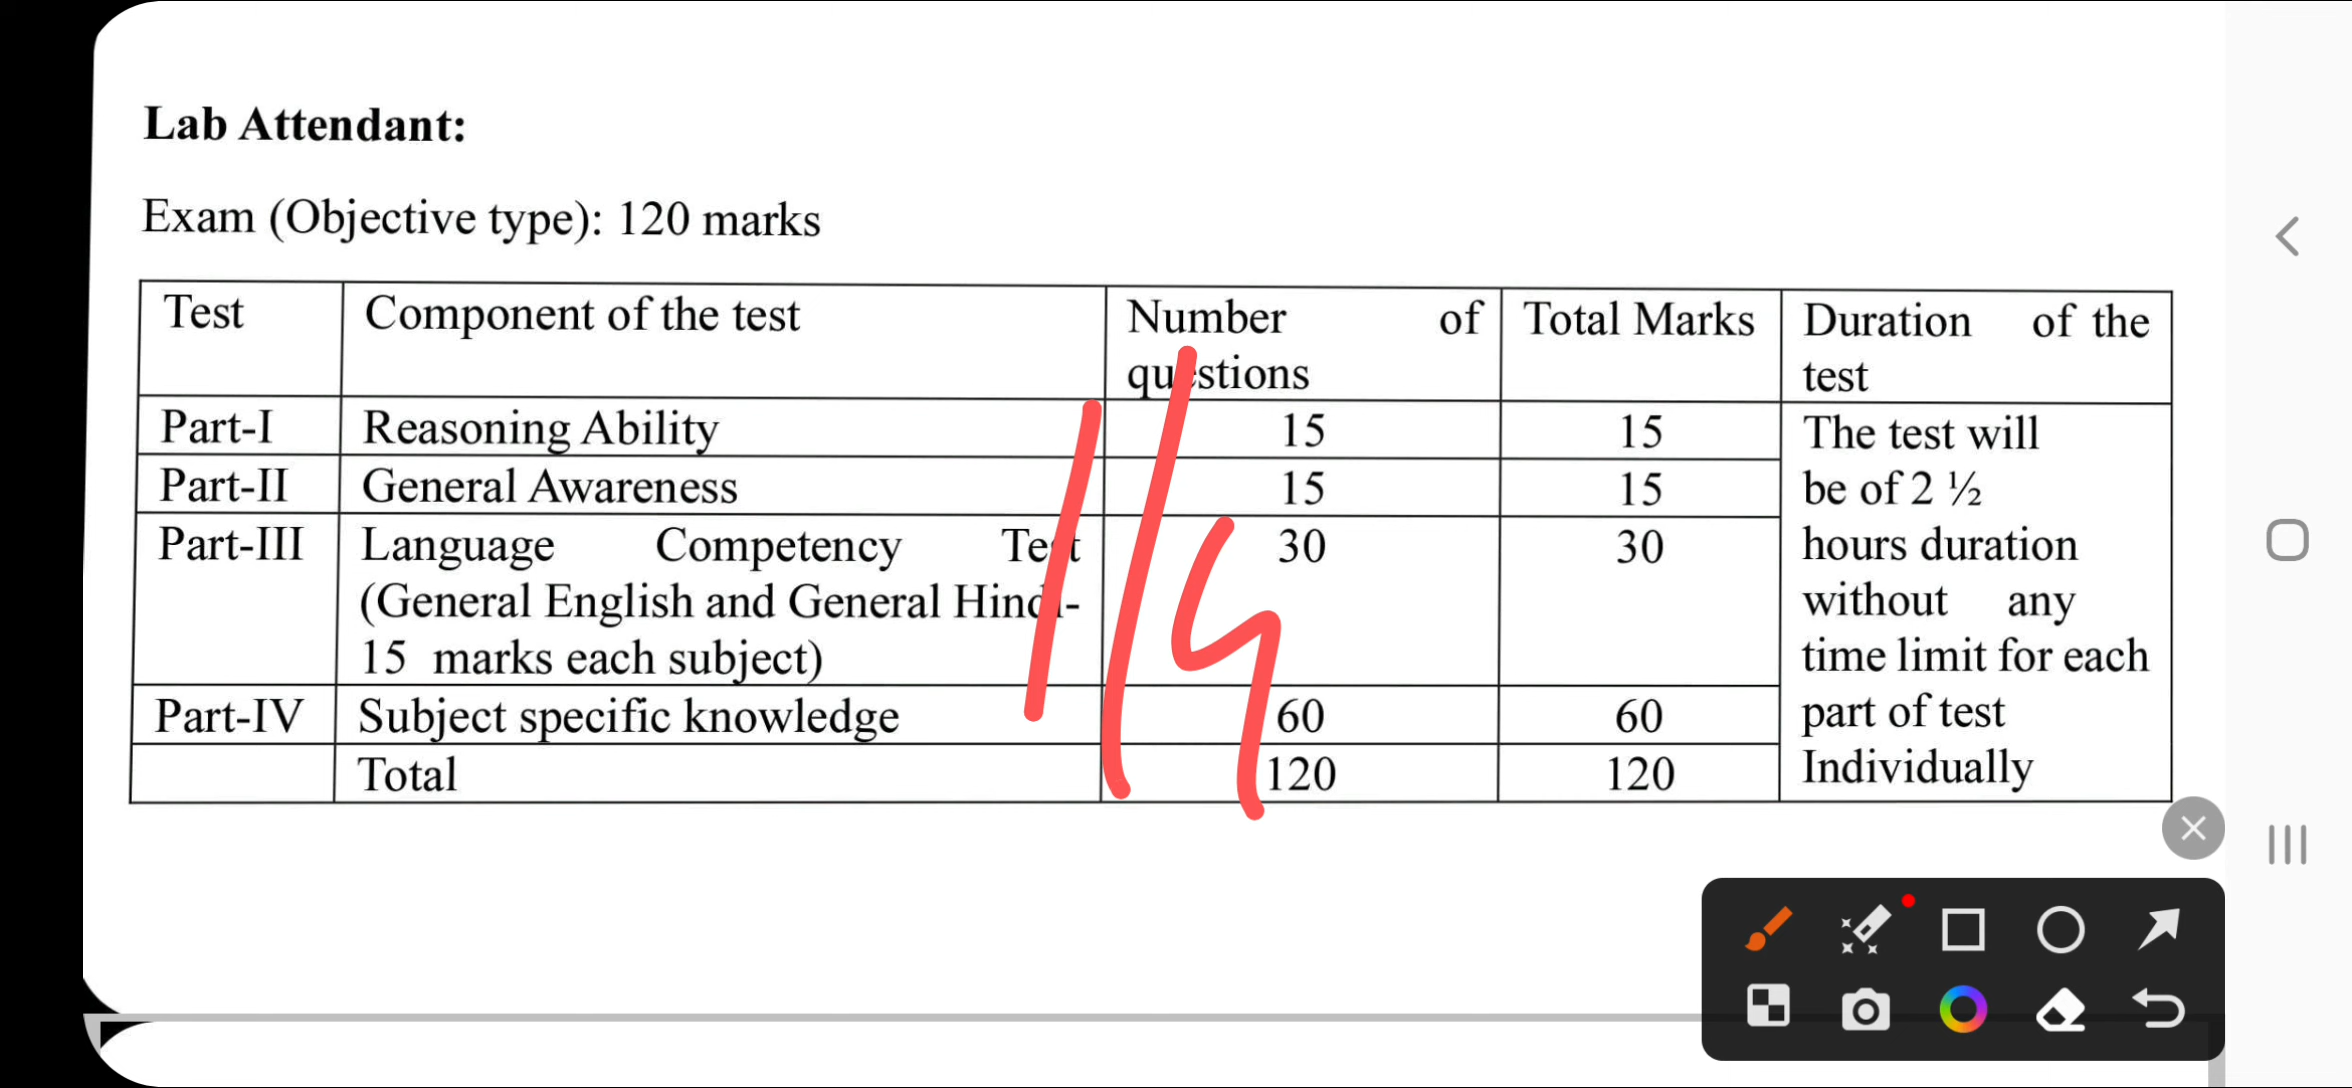 Lab Attendant:
Exam (Objective type): 120 marks
Test Component of the test Number of questions Total Marks Duration of the test
Part-I Reasoning Ability 15 15 The test will
Part-II General Awareness 15 15 be of 2 ½
Part-III Language Competency Test 30 30 hours duration
(General English and General Hindi- without any
15 marks each subject) time limit for each
Part-IV Subject specific knowledge 60 60 part of test
Total 120 120 Individually
1/4